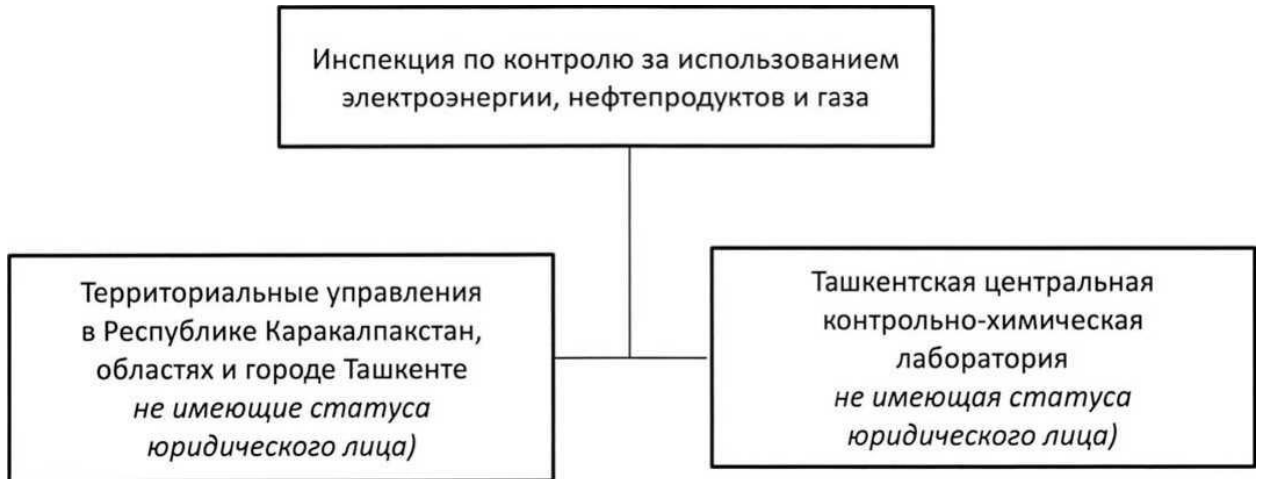 Инспекция по контролю за использованием
электроэнергии, нефтепродуктов и газа
Территориальные управления
в Республике Каракалпакстан,
областях и городе Ташкенте
не имеющие статуса
юридического лица)
Ташкентская центральная
контрольно-химическая
лаборатория
не имеющая статуса
юридического лица)